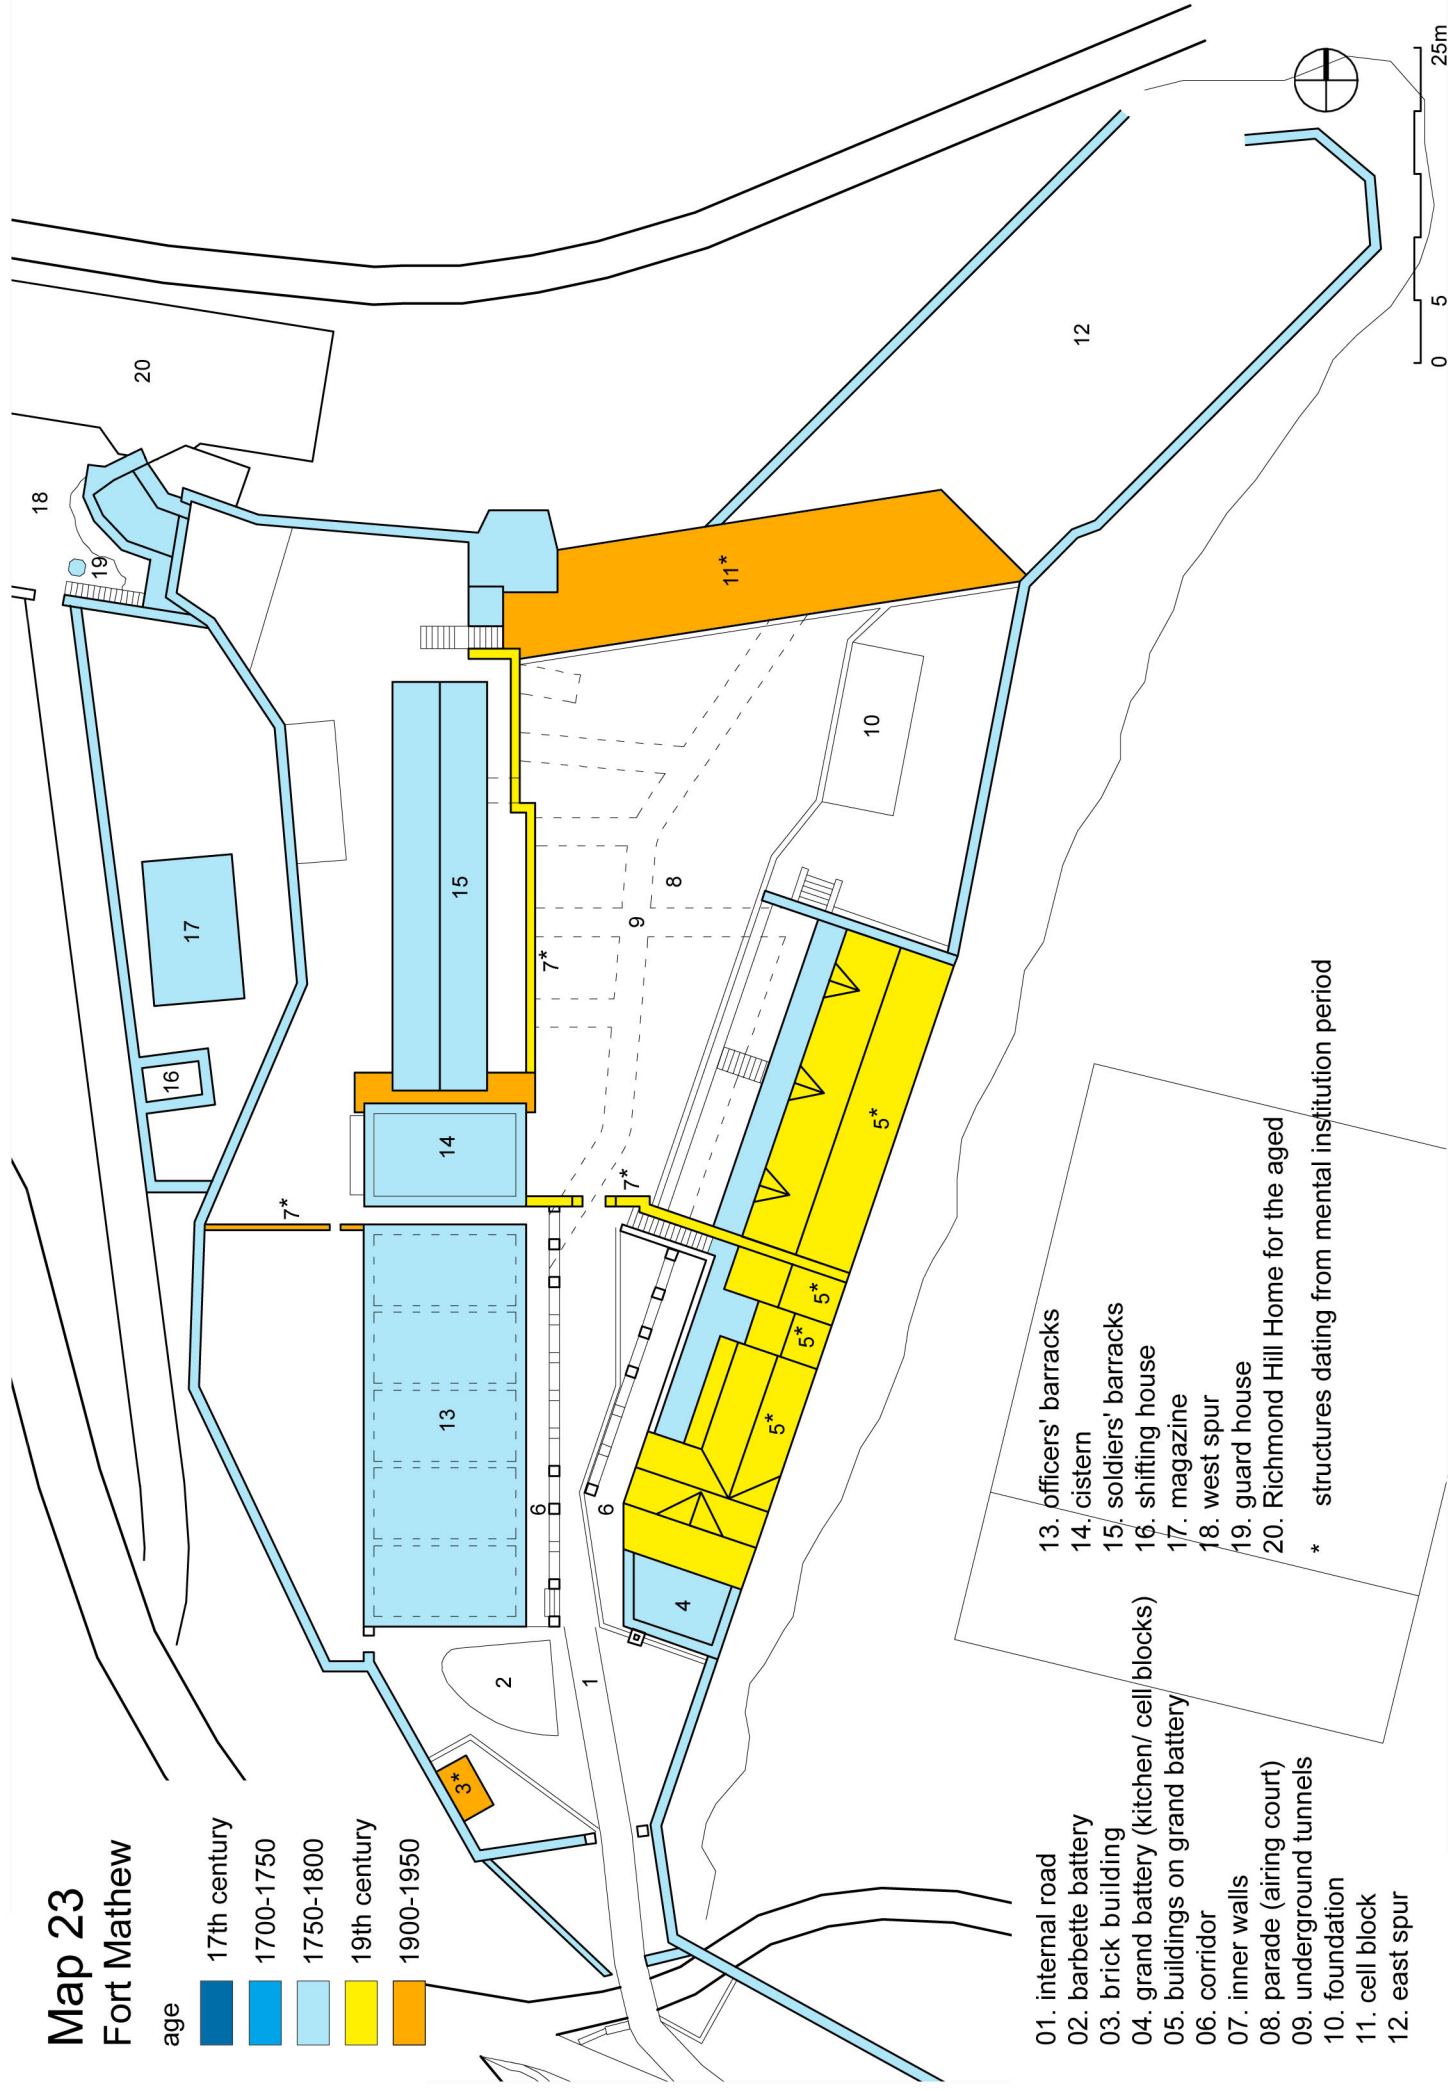 Map 23
Fort Mathew
age
17th century
1700-1750
1750-1800
19th century
1900-1950
1
2
3*
4
5*
5*
5*
5*
6
6
7*
7*
7*
8
9
10
11*
12
13
14
15
16
17
18
19
20
01. internal road
02. barbette battery
03. brick building
04. grand battery (kitchen/ cell blocks)
05. buildings on grand battery
06. corridor
07. inner walls
08. parade (airing court)
09. underground tunnels
10. foundation
11. cell block
12. east spur
13. officers' barracks
14. cistern
15. soldiers' barracks
16. shifting house
17. magazine
18. west spur
19. guard house
20. Richmond Hill Home for the aged
* structures dating from mental institution period
0 5 25m